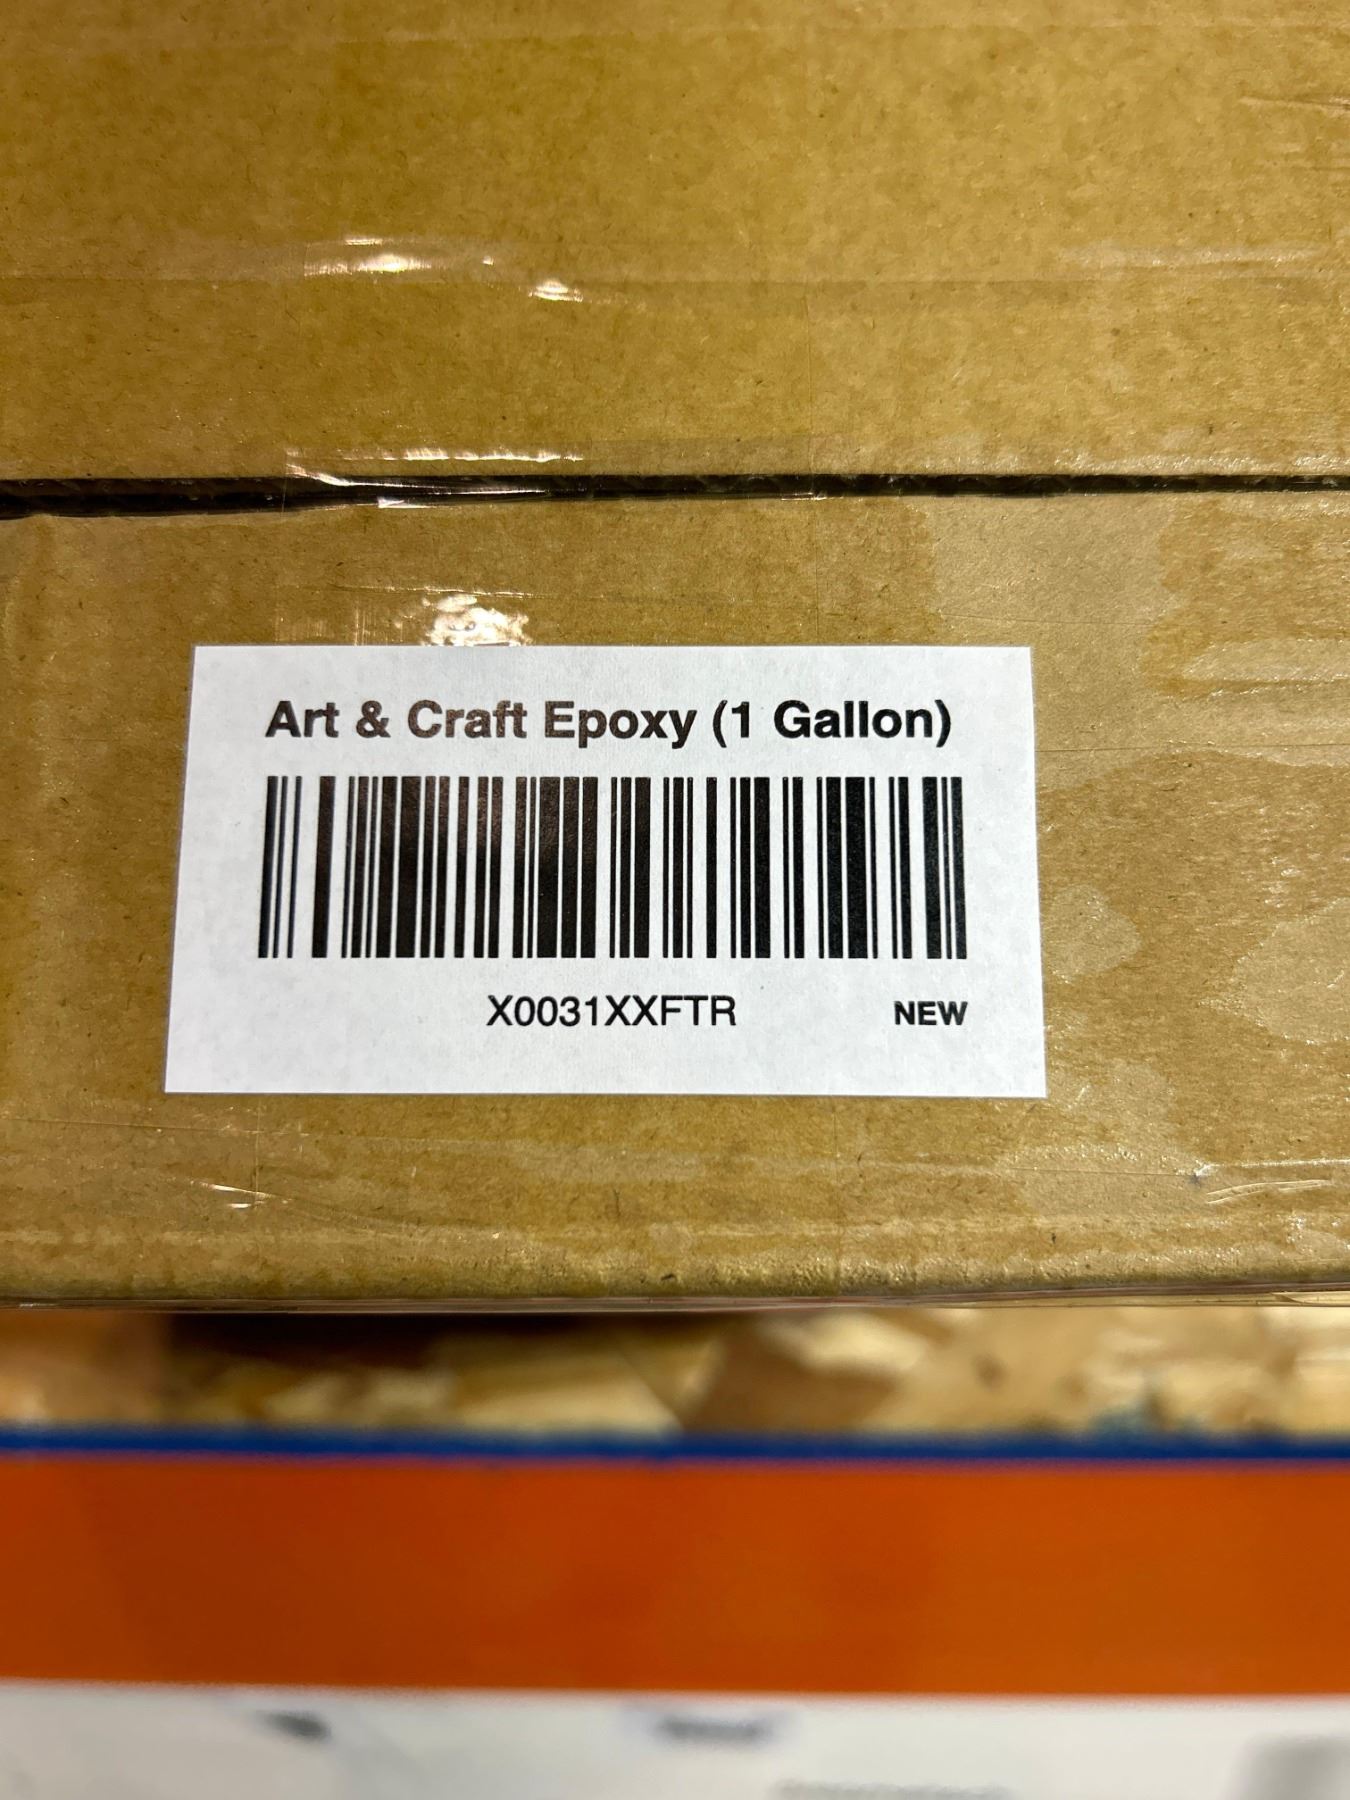 Art & Craft Epoxy (1 Gallon)
X0031XXFTR NEW